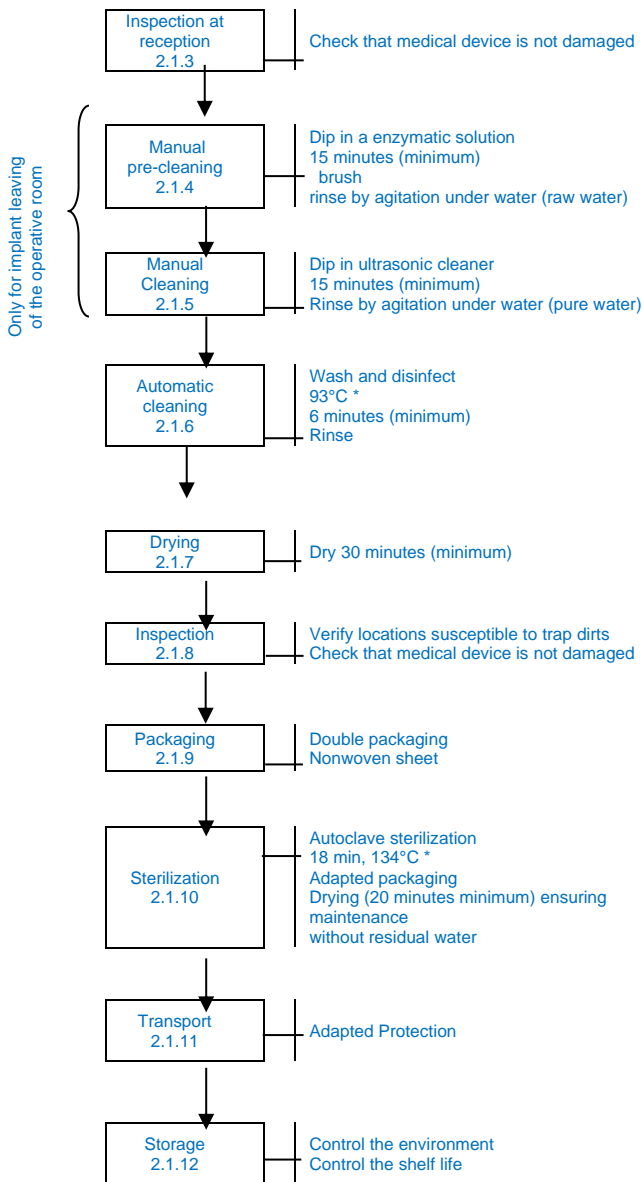 Inspection at
reception
2.1.3
Check that medical device is not damaged
Only for implant leaving
of the operative room
Manual
pre-cleaning
2.1.4
Dip in a enzymatic solution
15 minutes (minimum)
brush
rinse by agitation under water (raw water)
Manual
Cleaning
2.1.5
Dip in ultrasonic cleaner
15 minutes (minimum)
Rinse by agitation under water (pure water)
Automatic
cleaning
2.1.6
Wash and disinfect
93°C *
6 minutes (minimum)
Rinse
Drying
2.1.7
Dry 30 minutes (minimum)
Inspection
2.1.8
Verify locations susceptible to trap dirts
Check that medical device is not damaged
Packaging
2.1.9
Double packaging
Nonwoven sheet
Sterilization
2.1.10
Autoclave sterilization
18 min, 134°C *
Adapted packaging
Drying (20 minutes minimum) ensuring
maintenance
without residual water
Transport
2.1.11
Adapted Protection
Storage
2.1.12
Control the environment
Control the shelf life